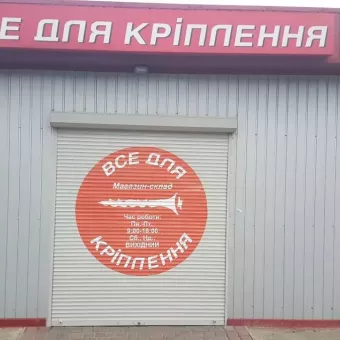 Е ДЛЯ КРІПЛЕННЯ
ВСЕ ДЛЯ
Магазин-склад
Час роботи:
Пн.-Пт.
9:00-18:00
Сб., Нд.:
ВИХІДНИЙ
КРІПЛЕННЯ